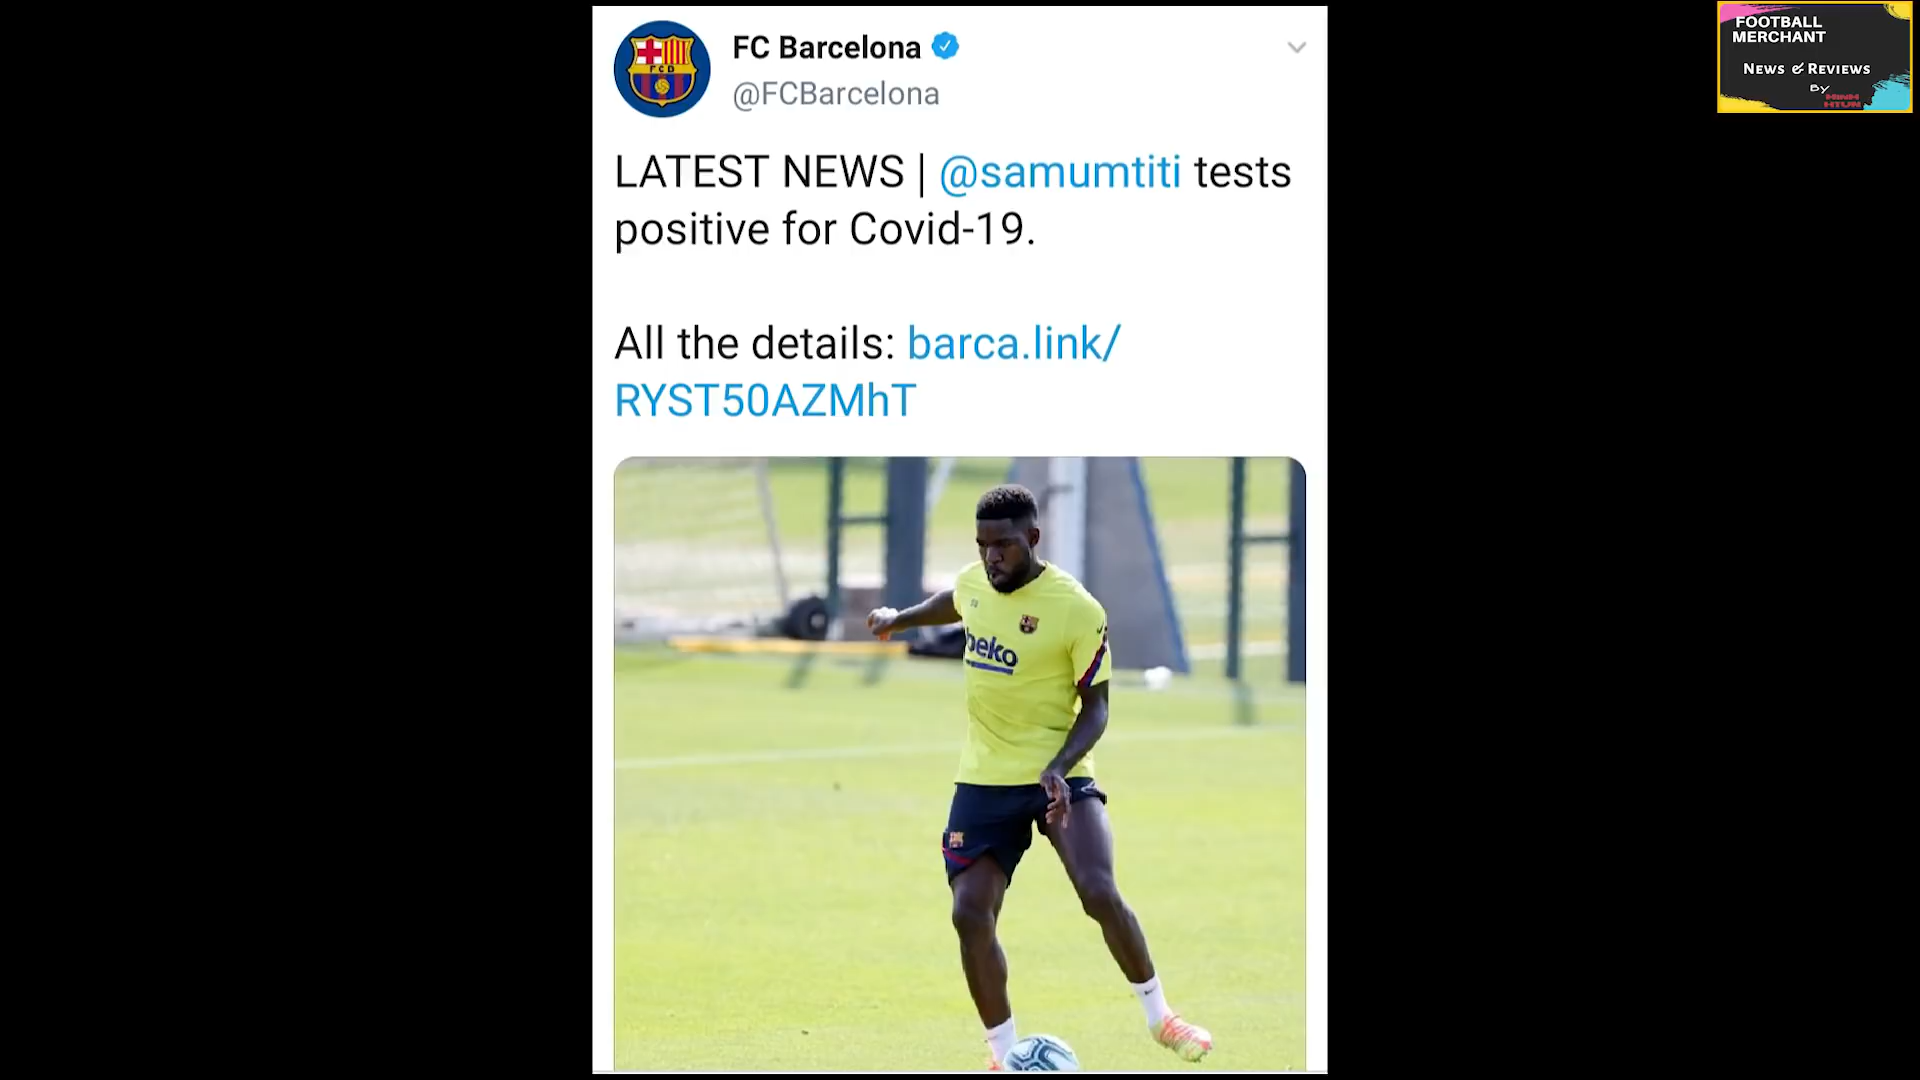 FC Barcelona
@FCBarcelona
LATEST NEWS | @samumtiti tests
positive for Covid-19.
All the details: barca.link/
RYST50AZMhT
beko
FOOTBALL
MERCHANT
News & Reviews
By